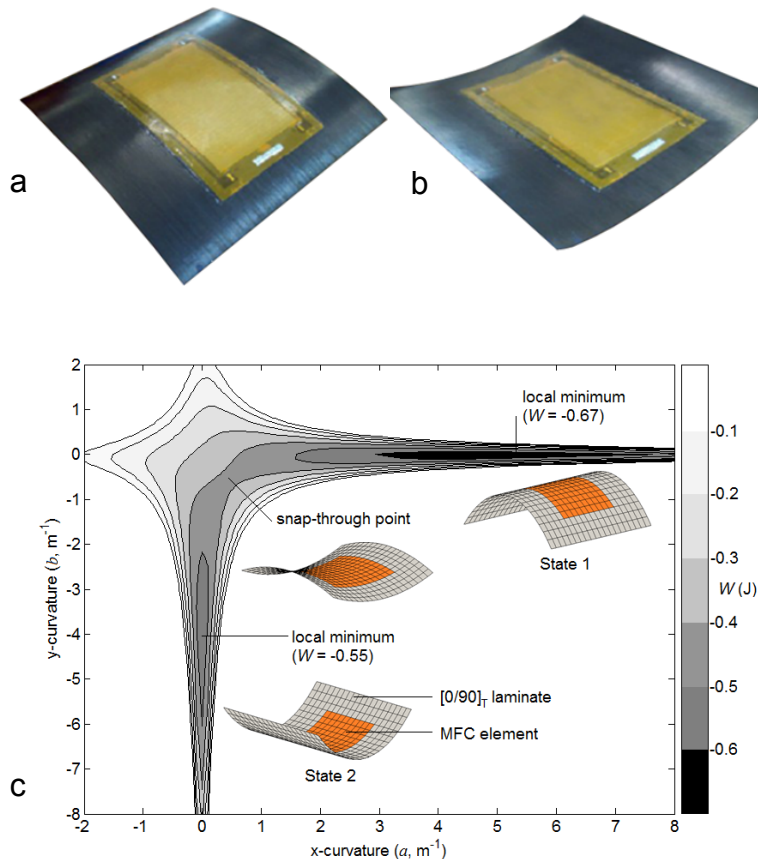 a
b
2
1
0
-1
-2
-3
-4
-5
-6
-7
-8
y-curvature (b, m⁻¹)
local minimum
(W = -0.67)
snap-through point
State 1
local minimum
(W = -0.55)
[0/90]T laminate
MFC element
State 2
-0.1
-0.2
-0.3
-0.4
-0.5
-0.6
W (J)
c
-2
-1
0
1
2
3
4
5
6
7
8
x-curvature (a, m⁻¹)